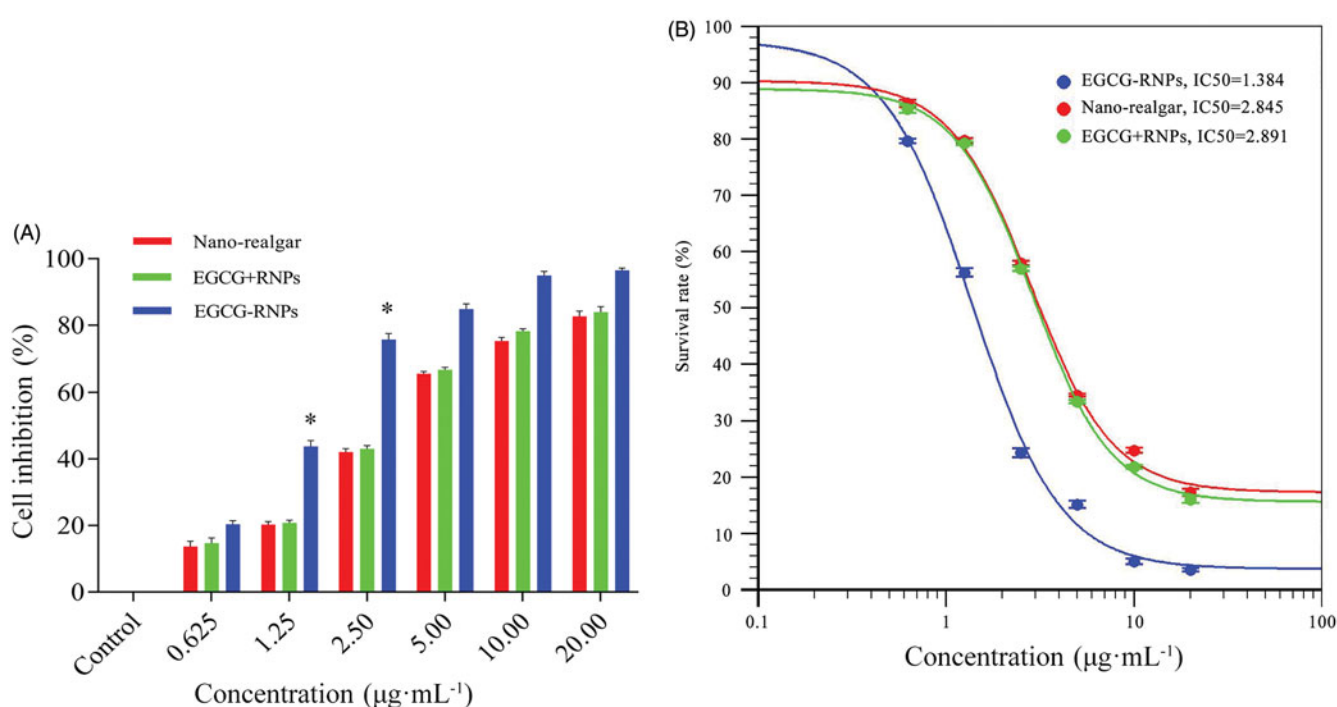 (A)
Nano-realgar
EGCG+RNPs
EGCG-RNPs
Cell inhibition (%)
100
80
60
40
20
0
*
*
Control
0.625
1.25
2.50
5.00
10.00
20.00
Concentration (μg·mL⁻¹)
(B)
EGCG-RNPs, IC50=1.384
Nano-realgar, IC50=2.845
EGCG+RNPs, IC50=2.891
Survival rate (%)
100
90
80
70
60
50
40
30
20
10
0
0.1
1
10
100
Concentration (μg·mL⁻¹)